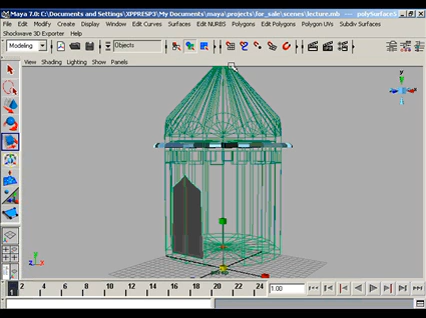 Maya 7.0: C:\Documents and Settings\XPPRESP3\My Documents\maya\projects\for_sale\scenes\lecture.mb --- polySurface5
File Edit Modify Create Display Window Edit Curves Surfaces Edit NURBS Polygons Edit Polygons Polygon UVs Subdiv Surfaces
Shockwave 3D Exporter Help
Modeling Objects
View Shading Lighting Show Panels
y
x
z
y
z x
persp
1 2 4 6 8 10 12 14 16 18 20 22 24 1.00